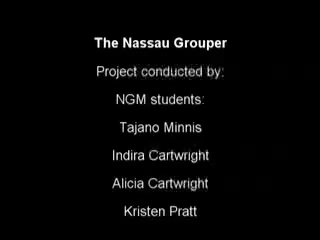 The Nassau Grouper
Project conducted by:
NGM students:
Tajano Minnis
Indira Cartwright
Alicia Cartwright
Kristen Pratt